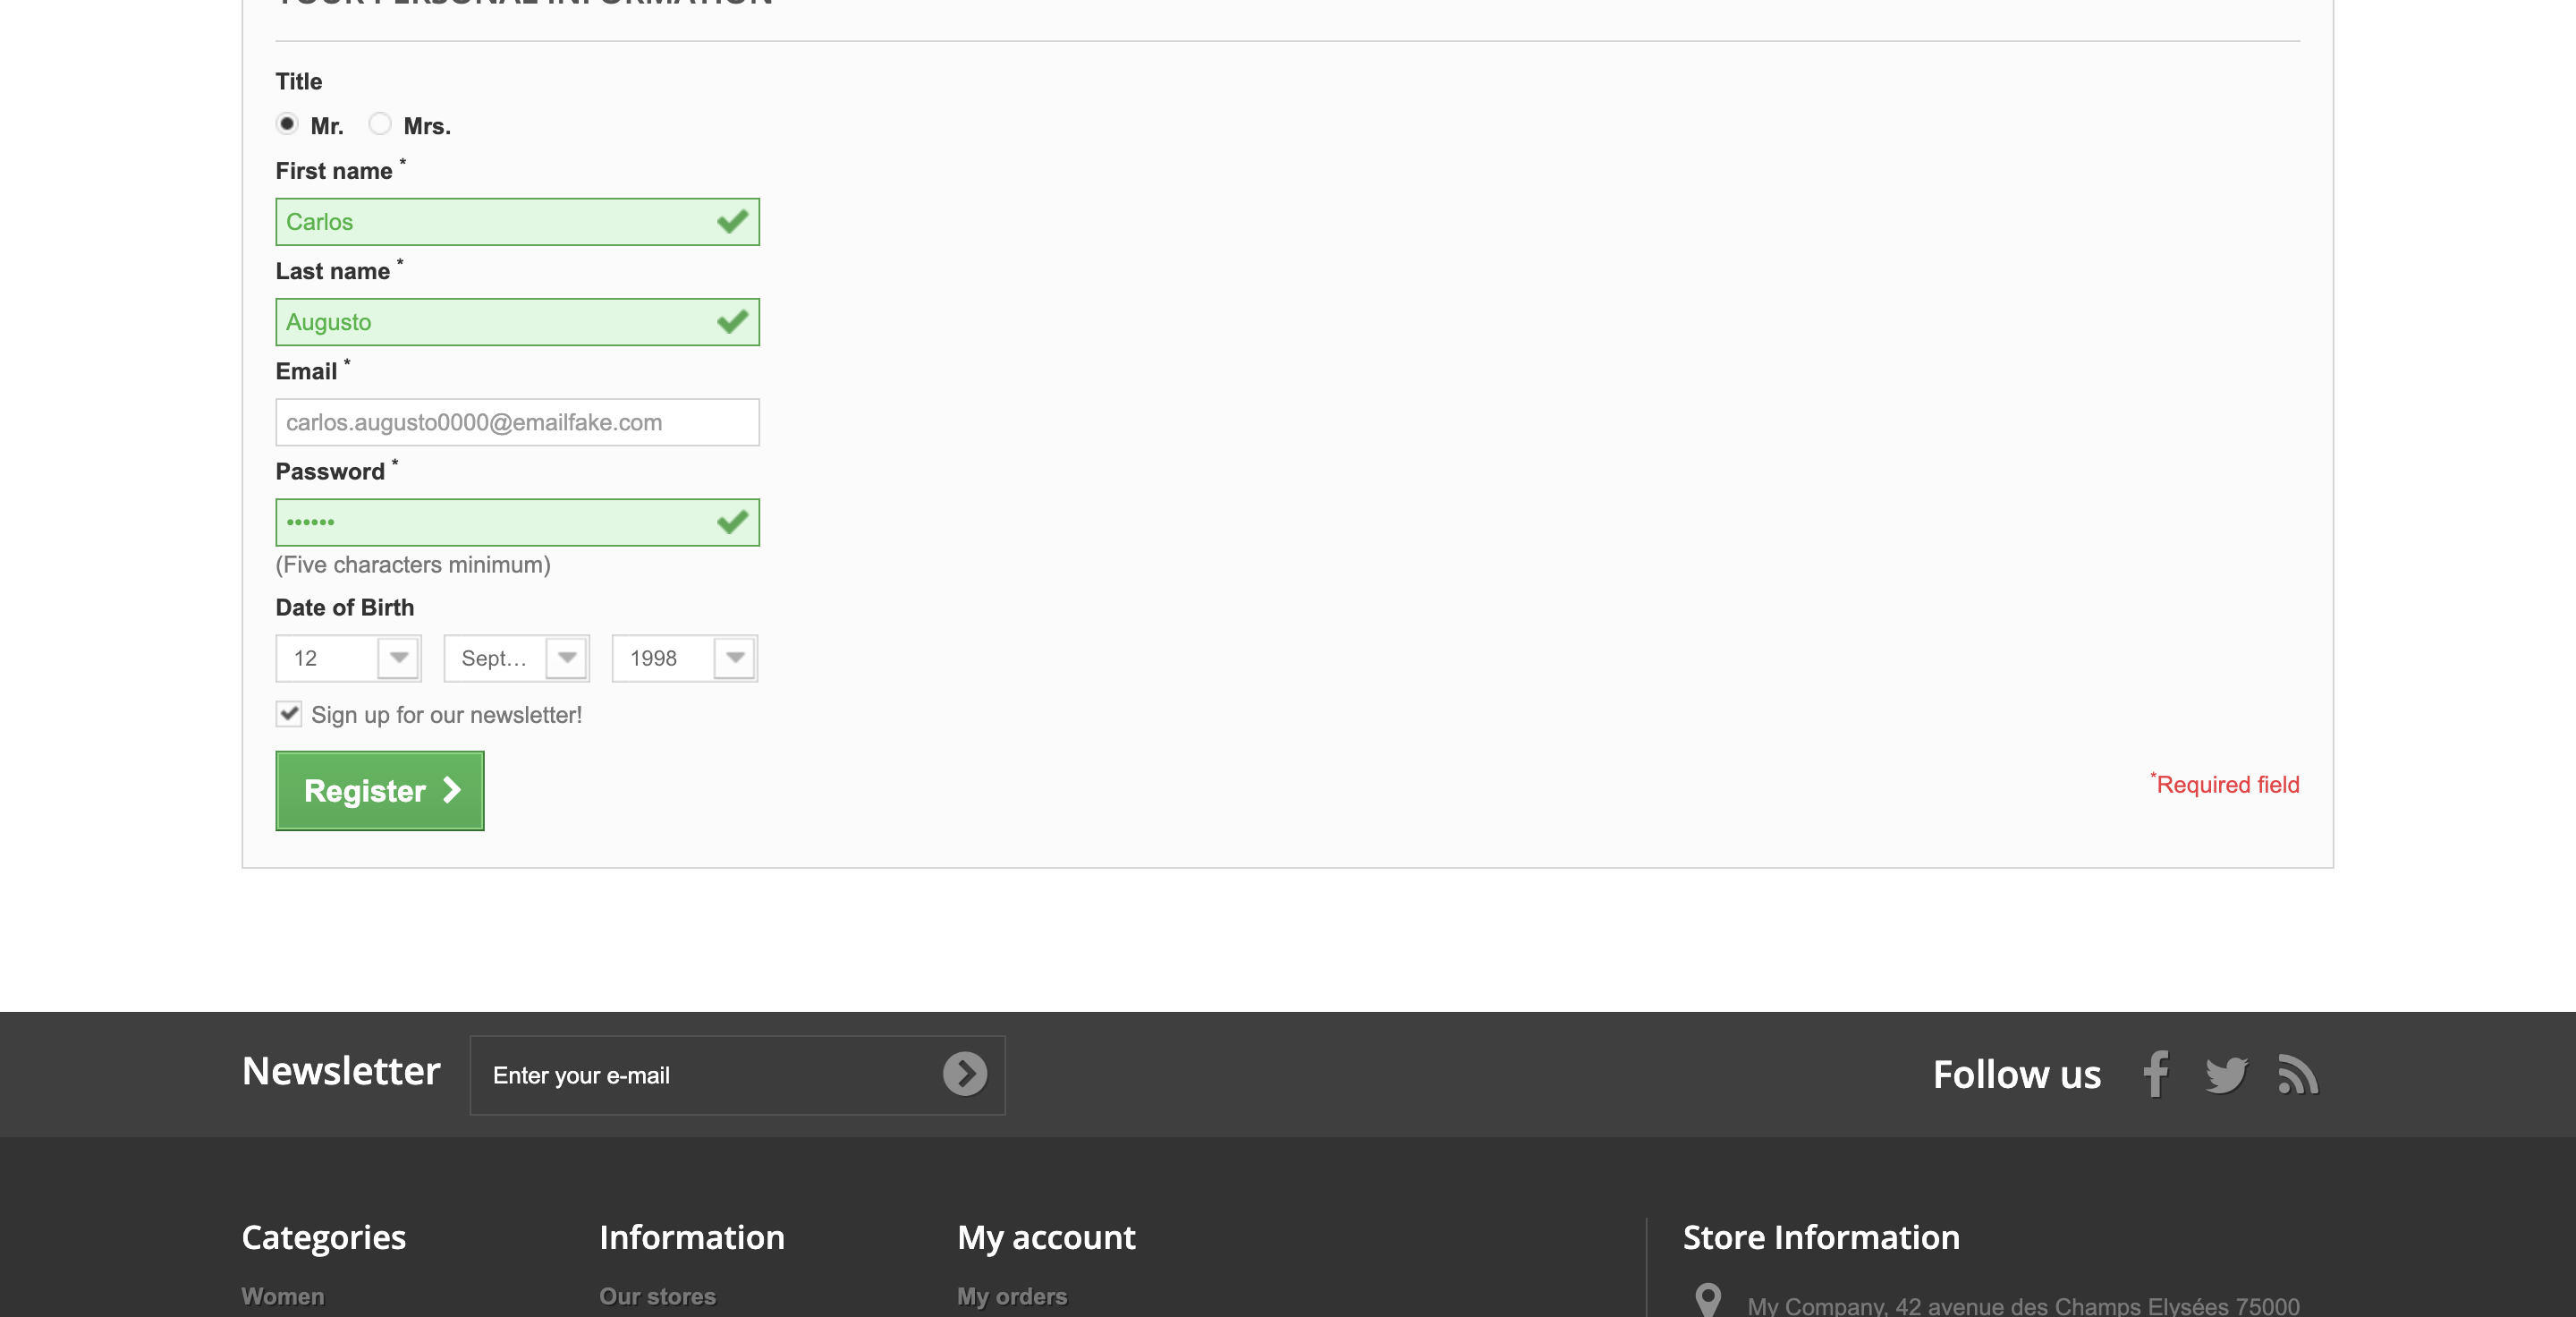 YOUR PERSONAL INFORMATION
Title
Mr. Mrs.
First name *
Carlos
Last name *
Augusto
Email *
carlos.augusto0000@emailfake.com
Password *
••••••
(Five characters minimum)
Date of Birth
12 Sept... 1998
Sign up for our newsletter!
Register
*Required field
Newsletter Enter your e-mail Follow us
Categories Information My account Store Information
Women Our stores My orders
My Company, 42 avenue des Champs Elysées 75000